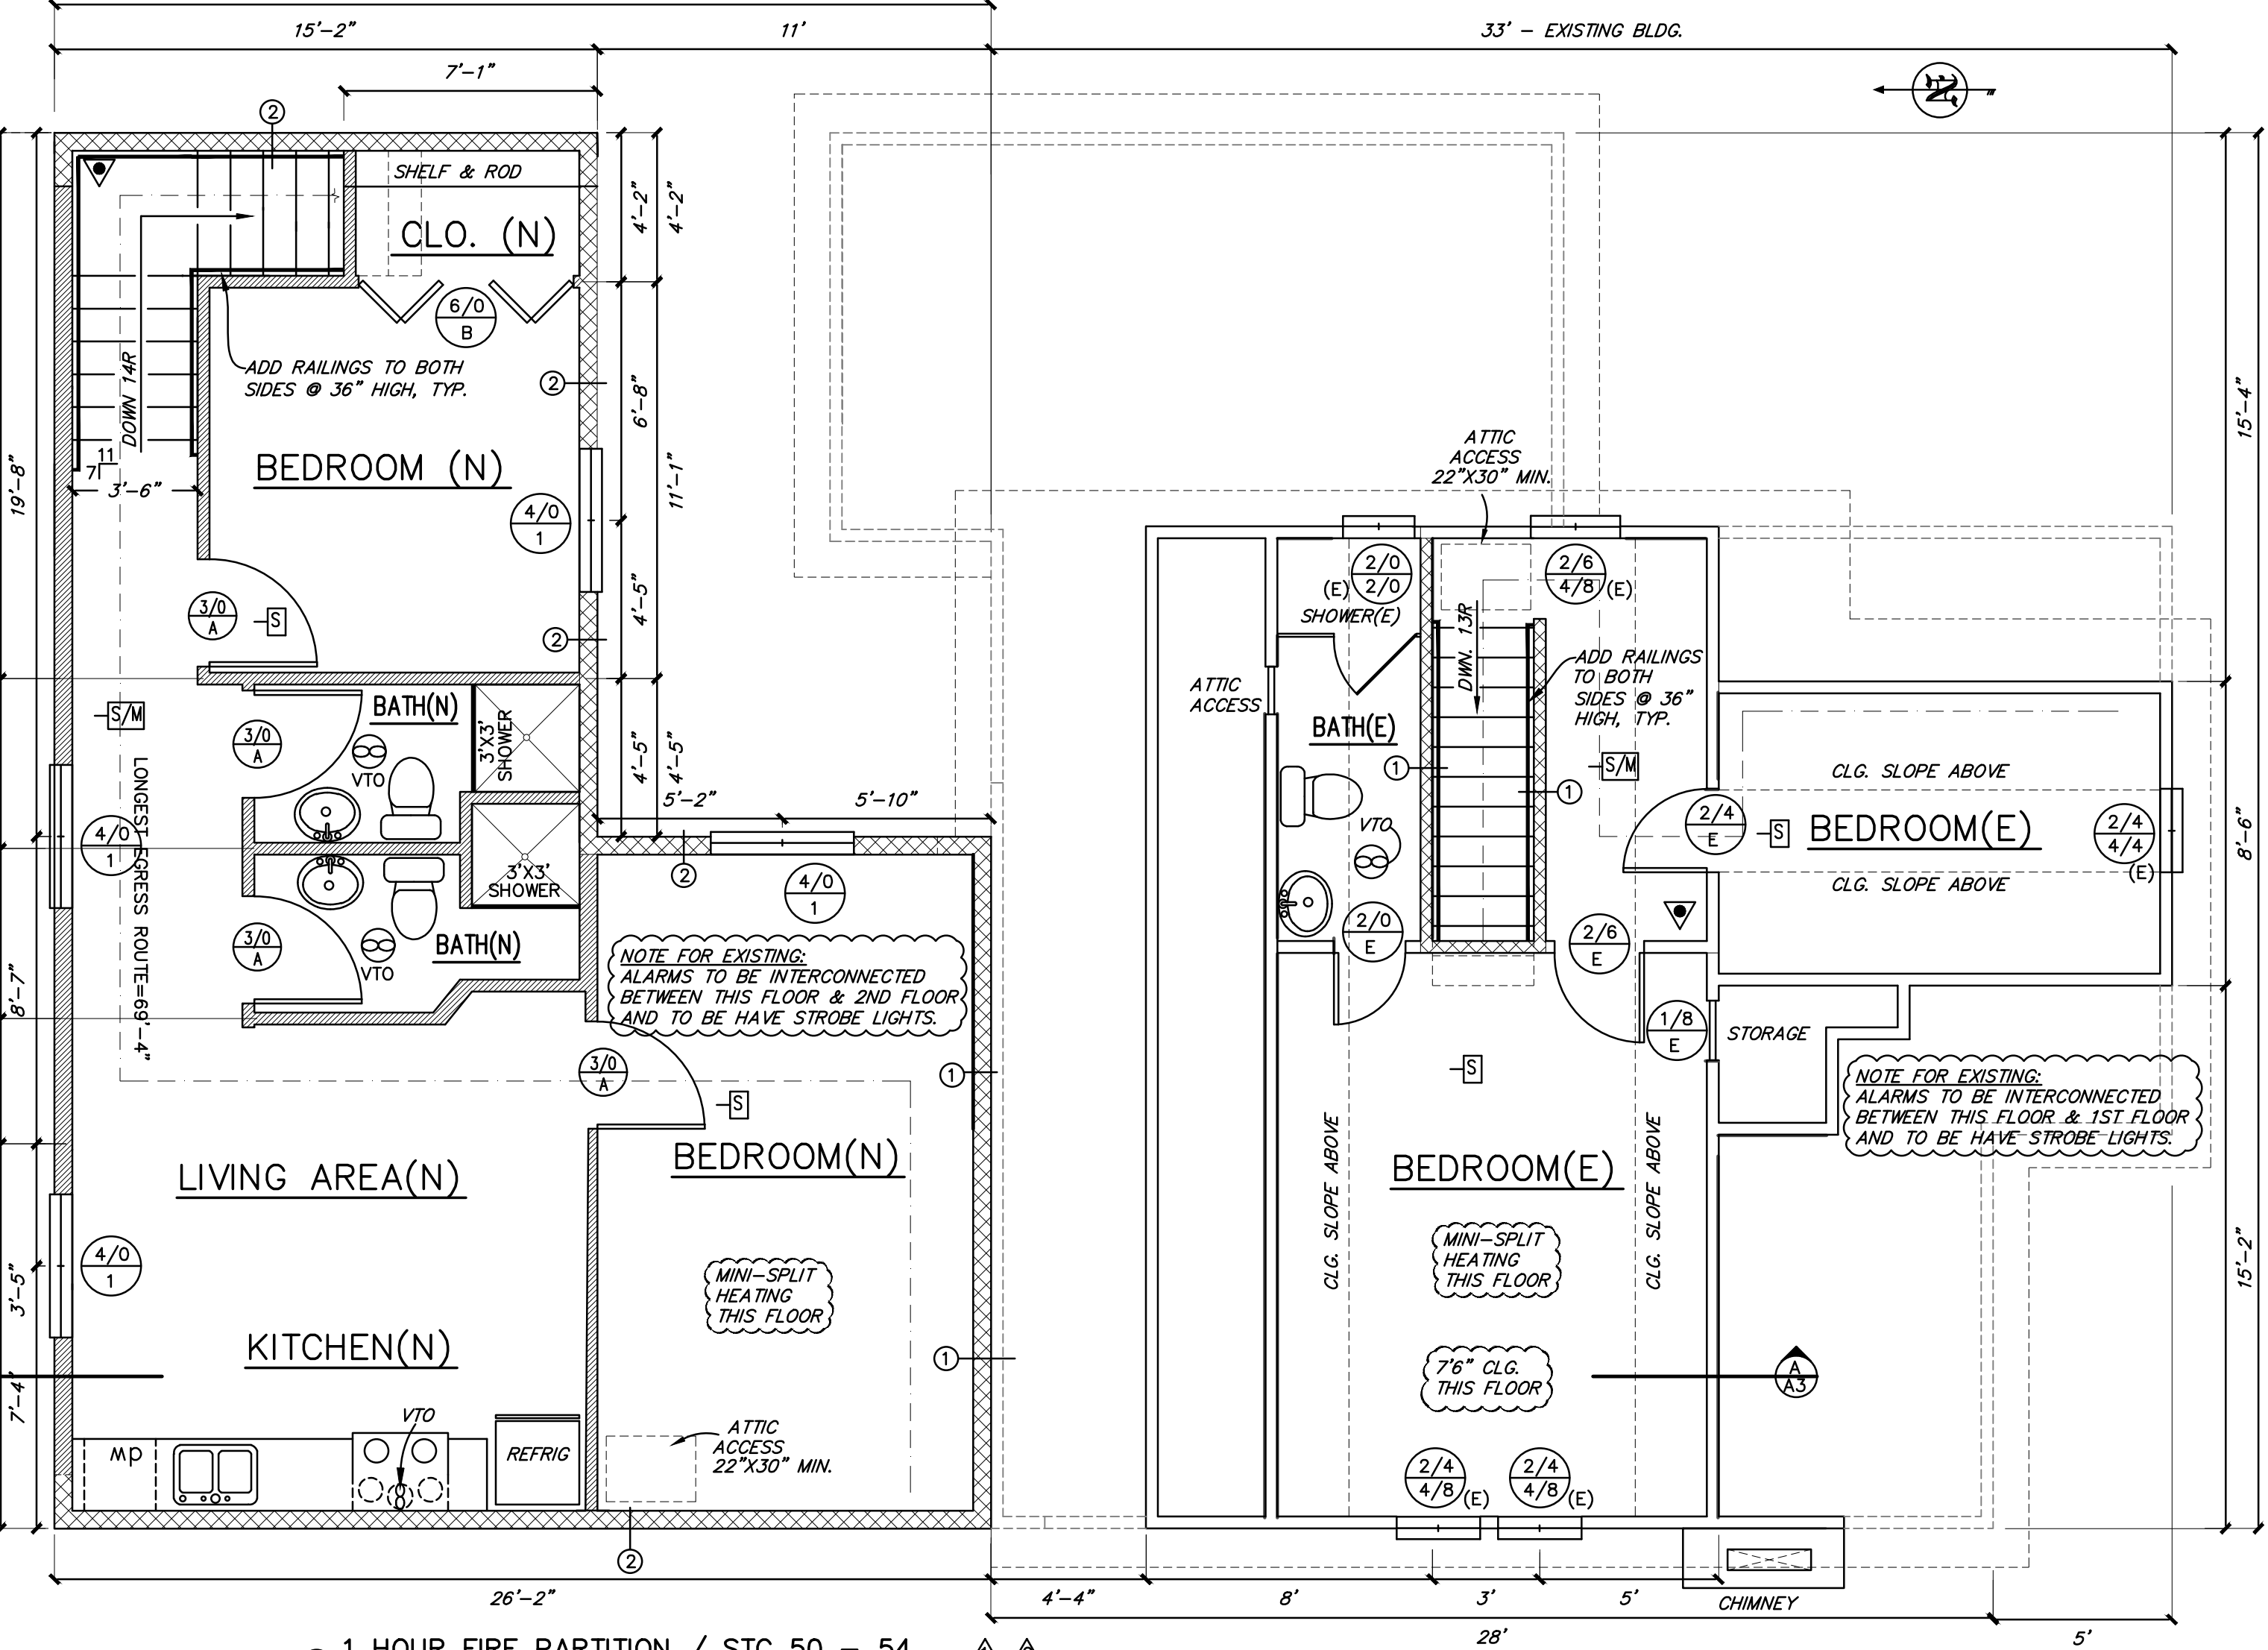 15'-2"
11'
33' - EXISTING BLDG.
7'-1"
2
SHELF & ROD
CLO. (N)
4'-2"
4'-2"
6/0
B
ADD RAILINGS TO BOTH
SIDES @ 36" HIGH, TYP.
2
DOWN 14R
6'-8"
11
7
3'-6"
BEDROOM (N)
4/0
1
11'-1"
19'-8"
15'-4"
ATTIC
ACCESS
22"X30" MIN.
3/0
A
S
2
4'-5"
2/0
2/0
(E)
SHOWER(E)
2/6
4/8
(E)
DWN. 13R
ADD RAILINGS
TO BOTH
SIDES @ 36"
HIGH, TYP.
ATTIC
ACCESS
S/M
BATH(N)
3'X3'
SHOWER
3/0
A
VTO
4'-5"
4'-5"
5'-2"
5'-10"
BATH(E)
1
1
S/M
CLG. SLOPE ABOVE
2/4
E
S
BEDROOM(E)
2/4
4/4
(E)
8'-6"
CLG. SLOPE ABOVE
VTO
4/0
1
LONGEST EGRESS ROUTE=69'-4"
3'X3'
SHOWER
2
4/0
1
3/0
A
VTO
BATH(N)
8'-7"
NOTE FOR EXISTING:
ALARMS TO BE INTERCONNECTED
BETWEEN THIS FLOOR & 2ND FLOOR
AND TO BE HAVE STROBE LIGHTS.
2/0
E
2/6
E
1/8
E
STORAGE
3/0
A
1
S
S
NOTE FOR EXISTING:
ALARMS TO BE INTERCONNECTED
BETWEEN THIS FLOOR & 1ST FLOOR
AND TO BE HAVE STROBE LIGHTS.
LIVING AREA(N)
BEDROOM(N)
CLG. SLOPE ABOVE
BEDROOM(E)
CLG. SLOPE ABOVE
4/0
1
3'-5"
MINI-SPLIT
HEATING
THIS FLOOR
MINI-SPLIT
HEATING
THIS FLOOR
15'-2"
KITCHEN(N)
1
7'6" CLG.
THIS FLOOR
A
A3
7'-4"
VTO
dw
REFRIG
ATTIC
ACCESS
22"X30" MIN.
2/4
4/8
(E)
2/4
4/8
(E)
2
26'-2"
4'-4"
8'
3'
5'
CHIMNEY
28'
5'
1 HOUR FIRE PARTITION / STC 50 - 54